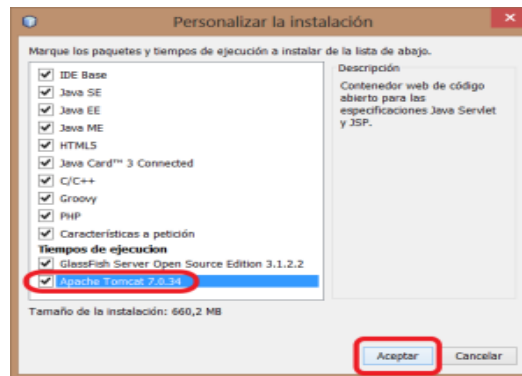 Personalizar la instalación
Marque los paquetes y tiempos de ejecución a instalar de la lista de abajo.
IDE Base
Java SE
Java EE
Java ME
HTML5
Java Card™ 3 Connected
C/C++
Groovy
PHP
Características a petición
Tiempos de ejecucion
GlassFish Server Open Source Edition 3.1.2.2
Apache Tomcat 7.0.34
Descripción
Contenedor web de código
abierto para las
especificaciones Java Servlet
y JSP.
Tamaño de la instalación: 660,2 MB
Aceptar
Cancelar